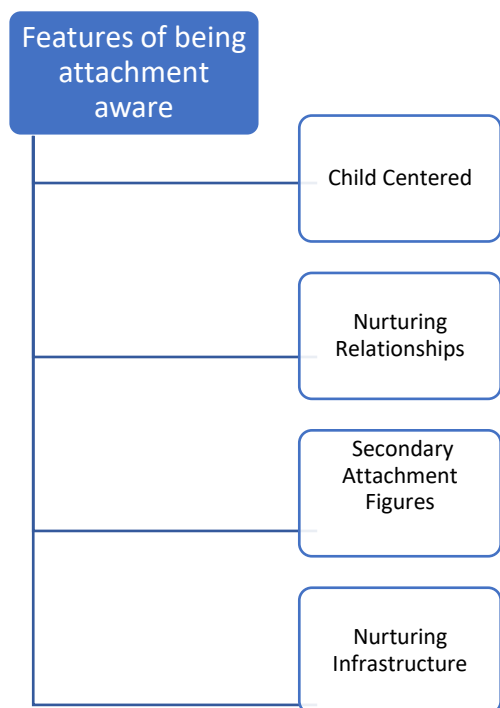 Features of being
attachment
aware
Child Centered
Nurturing
Relationships
Secondary
Attachment
Figures
Nurturing
Infrastructure